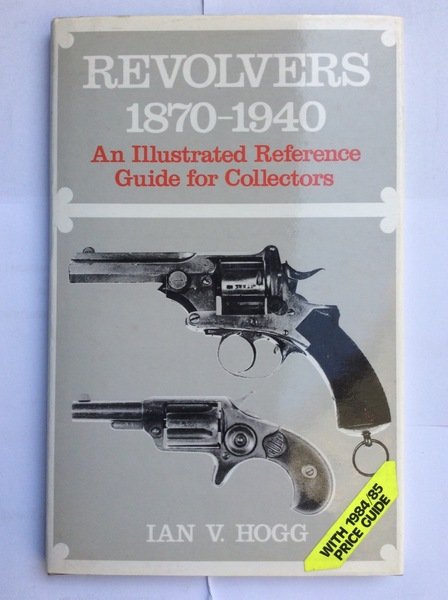 REVOLVERS
1870-1940
An Illustrated Reference
Guide for Collectors
IAN V. HOGG
WITH 1984/85
PRICE GUIDE